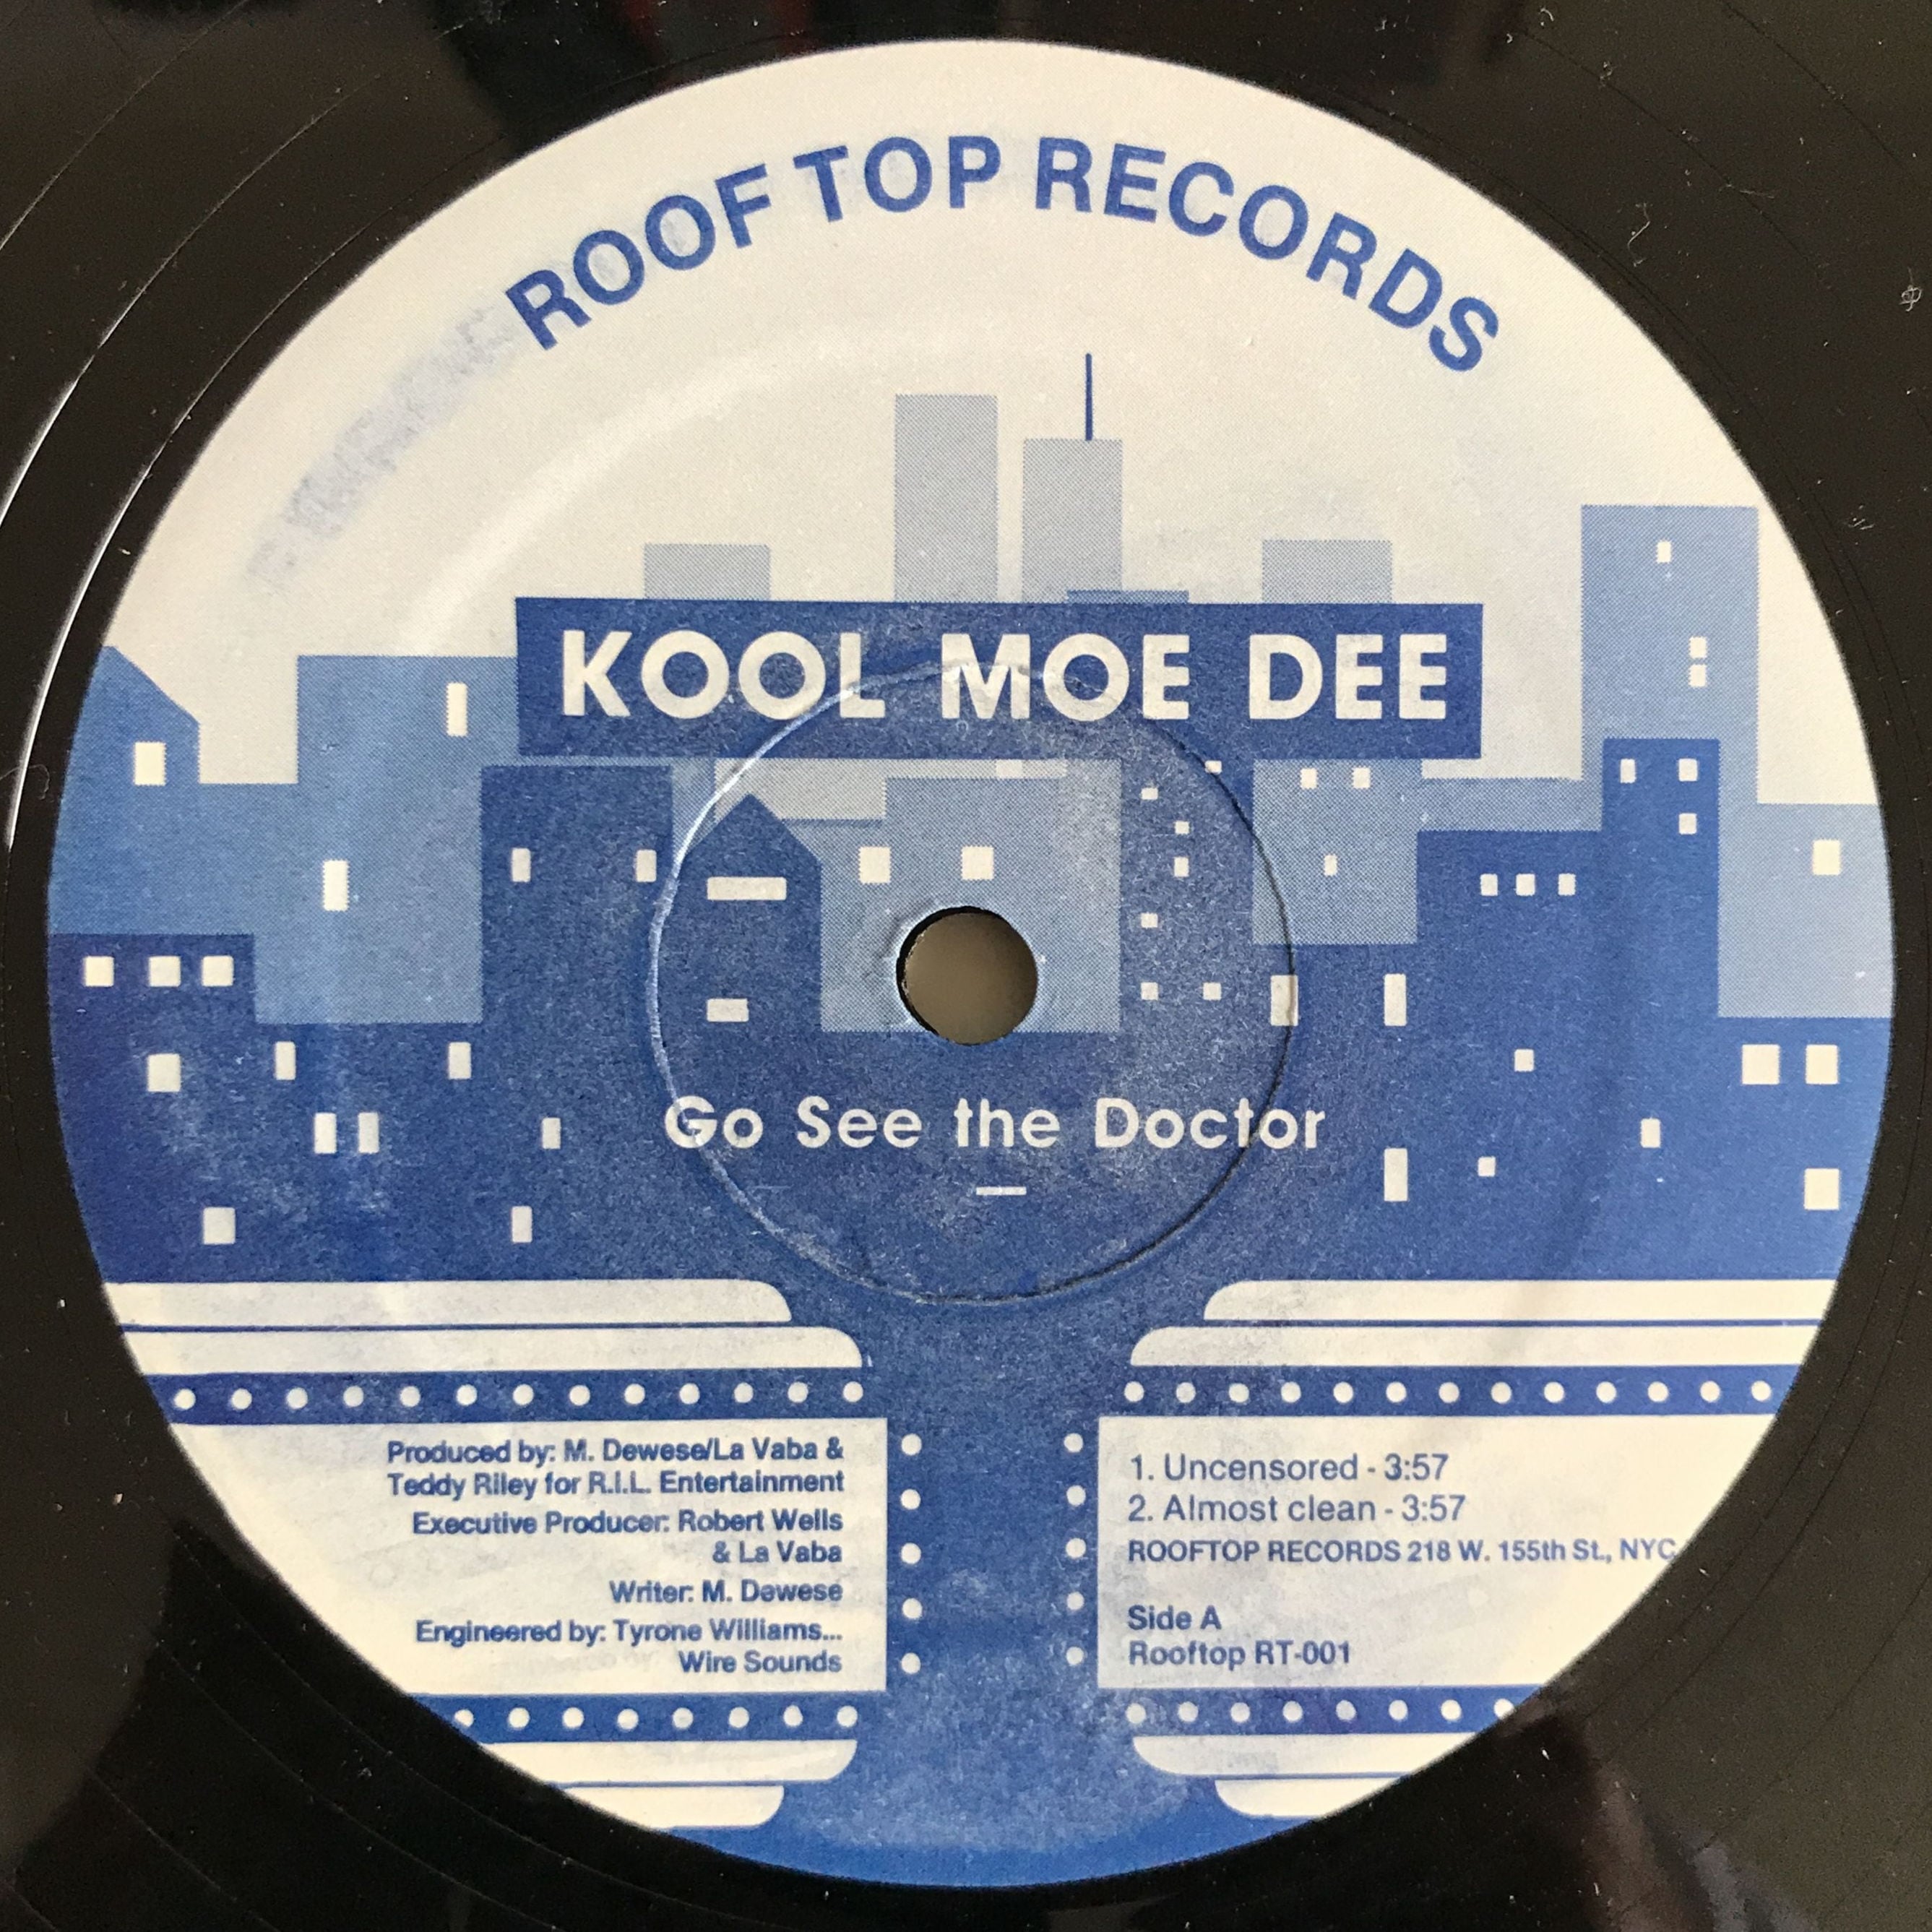 ROOF TOP RECORDS
KOOL MOE DEE
Go See the Doctor
Produced by: M. Dewese/La Vaba &
Teddy Riley for R.I.L. Entertainment
Executive Producer: Robert Wells
& La Vaba
Writer: M. Dewese
Engineered by: Tyrone Williams...
Wire Sounds
1. Uncensored - 3:57
2. Almost clean - 3:57
ROOFTOP RECORDS 218 W. 155th St., NYC
Side A
Rooftop RT-001